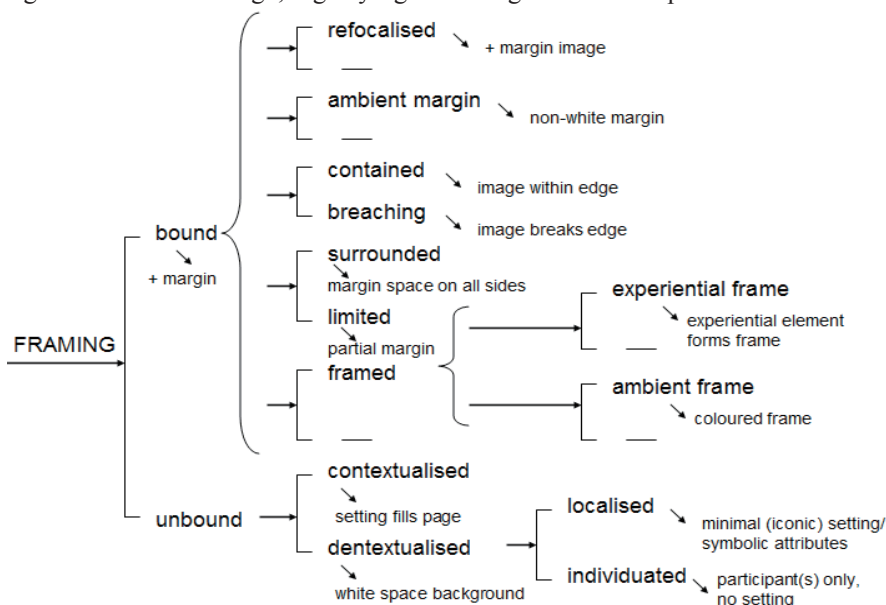 refocalised
+ margin image
ambient margin
non-white margin
contained
image within edge
breaching
image breaks edge
bound
+ margin
surrounded
margin space on all sides
limited
partial margin
framed
experiential frame
experiential element
forms frame
ambient frame
coloured frame
FRAMING
unbound
contextualised
setting fills page
dentextualised
white space background
localised
minimal (iconic) setting/
symbolic attributes
individuated
participant(s) only,
no setting